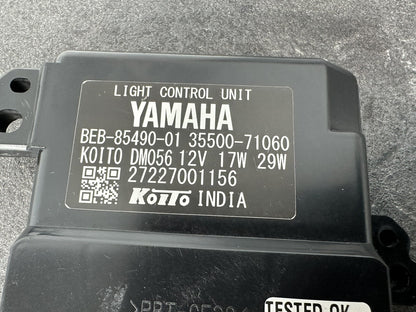 LIGHT CONTROL UNIT
YAMAHA
BEB-85490-01 35500-71060
KOITO DM056 12V 17W 29W
27227001156
KOITO INDIA
TESTED OK